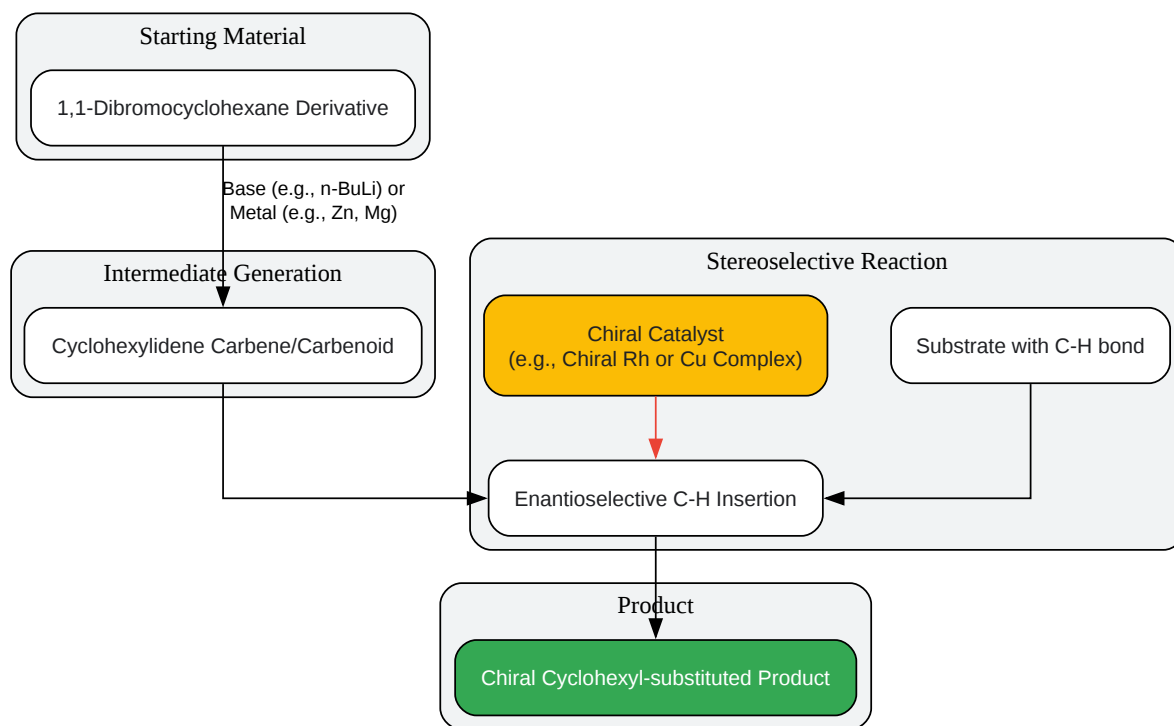 Starting Material
1,1-Dibromocyclohexane Derivative
Base (e.g., n-BuLi) or
Metal (e.g., Zn, Mg)
Intermediate Generation
Cyclohexylidene Carbene/Carbenoid
Stereoselective Reaction
Chiral Catalyst
(e.g., Chiral Rh or Cu Complex)
Substrate with C-H bond
Enantioselective C-H Insertion
Product
Chiral Cyclohexyl-substituted Product